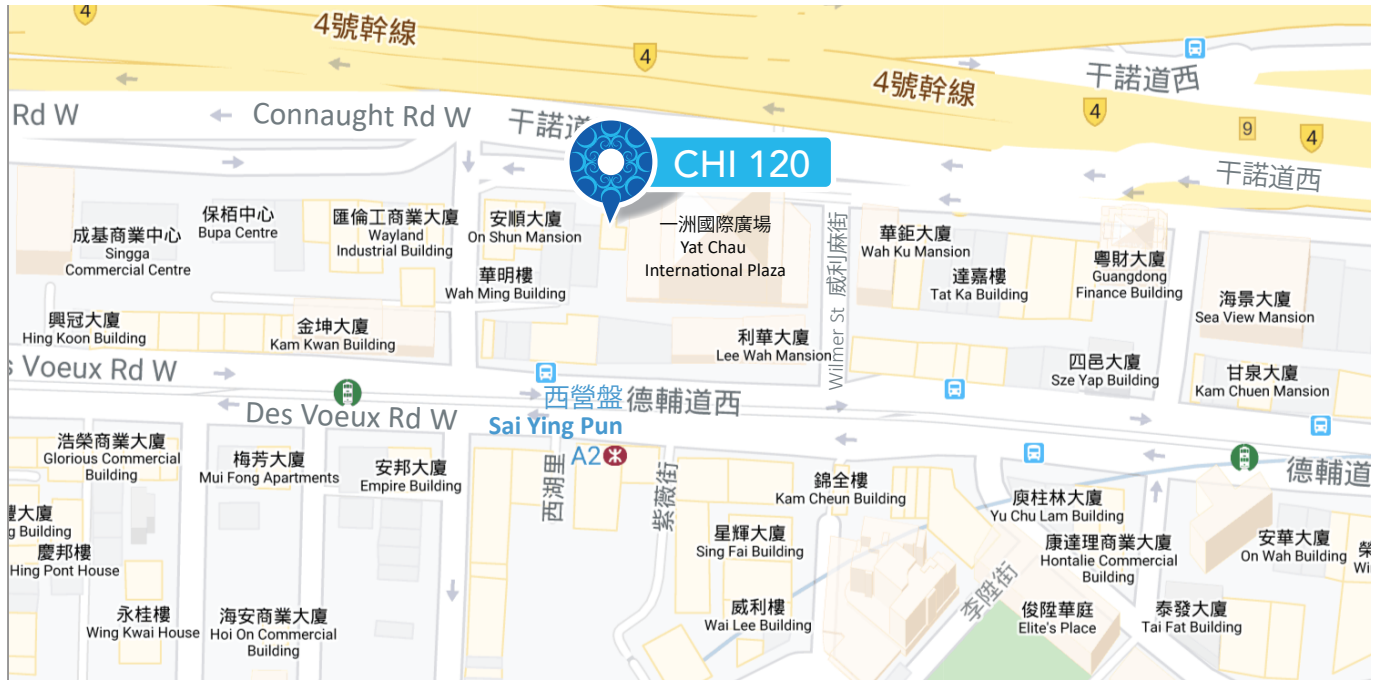 4
4號幹線
4
4號幹線
干諾道西
4
9
4
Rd W
Connaught Rd W
干諾道
CHI 120
干諾道西
成基商業中心
Singga
Commercial Centre
保栢中心
Bupa Centre
匯倫工商業大廈
Wayland
Industrial Building
安順大廈
On Shun Mansion
一洲國際廣場
Yat Chau
International Plaza
Wilmer St 威利麻街
華鉅大廈
Wah Ku Mansion
達嘉樓
Tat Ka Building
粵財大廈
Guangdong
Finance Building
海景大廈
Sea View Mansion
華明樓
Wah Ming Building
興冠大廈
Hing Koon Building
金坤大廈
Kam Kwan Building
利華大廈
Lee Wah Mansion
四邑大廈
Sze Yap Building
甘泉大廈
Kam Chuen Mansion
s Voeux Rd W
Des Voeux Rd W
西營盤
Sai Ying Pun
A2
德輔道西
浩榮商業大廈
Glorious Commercial
Building
梅芳大廈
Mui Fong Apartments
安邦大廈
Empire Building
西湖里
紫薇街
錦全樓
Kam Cheun Building
庾柱林大廈
Yu Chu Lam Building
德輔道
豐大廈
g Building
慶邦樓
Hing Pont House
星輝大廈
Sing Fai Building
康達理商業大廈
Hontalie Commercial
Building
安華大廈
On Wah Building
榮
Wi
永桂樓
Wing Kwai House
海安商業大廈
Hoi On Commercial
Building
威利樓
Wai Lee Building
李陞街
俊陞華庭
Elite's Place
泰發大廈
Tai Fat Building